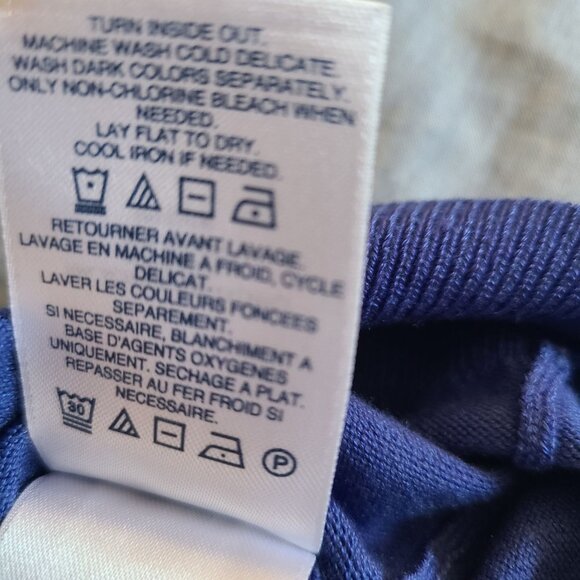 TURN INSIDE OUT.
MACHINE WASH COLD DELICATE.
WASH DARK COLORS SEPARATELY.
ONLY NON-CHLORINE BLEACH WHEN
NEEDED.
LAY FLAT TO DRY.
COOL IRON IF NEEDED.
RETOURNER AVANT LAVAGE.
LAVAGE EN MACHINE A FROID, CYCLE
DELICAT.
LAVER LES COULEURS FONCEES
SEPAREMENT.
SI NECESSAIRE, BLANCHIMENT A
BASE D'AGENTS OXYGENES
UNIQUEMENT. SECHAGE A PLAT.
REPASSER AU FER FROID SI
NECESSAIRE.
30 P